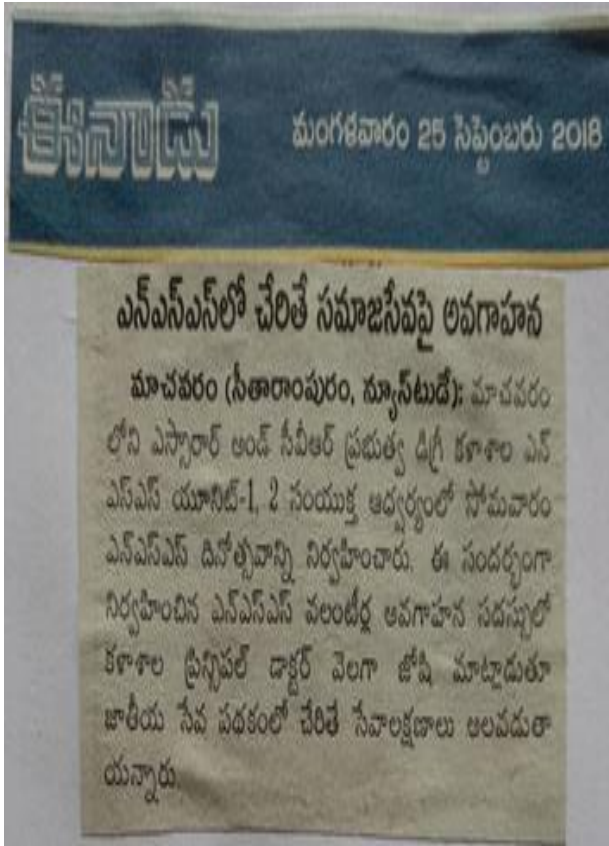 ఈనాడు
మంగళవారం 25 సెప్టెంబరు 2018
ఎన్ఎస్ఎస్‌లో చేరితే సమాజసేవపై అవగాహన
మాచవరం (సీతారాంపురం, న్యూస్‌టుడే): మాచవరం
లోని ఎస్సారార్ అండ్ సీవీఆర్ ప్రభుత్వ డిగ్రీ కళాశాల ఎన్
ఎస్ఎస్ యూనిట్-1, 2 సంయుక్త ఆధ్వర్యంలో సోమవారం
ఎన్ఎస్ఎస్ దినోత్సవాన్ని నిర్వహించారు. ఈ సందర్భంగా
నిర్వహించిన ఎన్ఎస్ఎస్ వలంటీర్ల అవగాహన సదస్సులో
కళాశాల ప్రిన్సిపల్ డాక్టర్ వెలగా జోషి మాట్లాడుతూ
జాతీయ సేవ పథకంలో చేరితే సేవాలక్షణాలు అలవడుతా
యన్నారు.